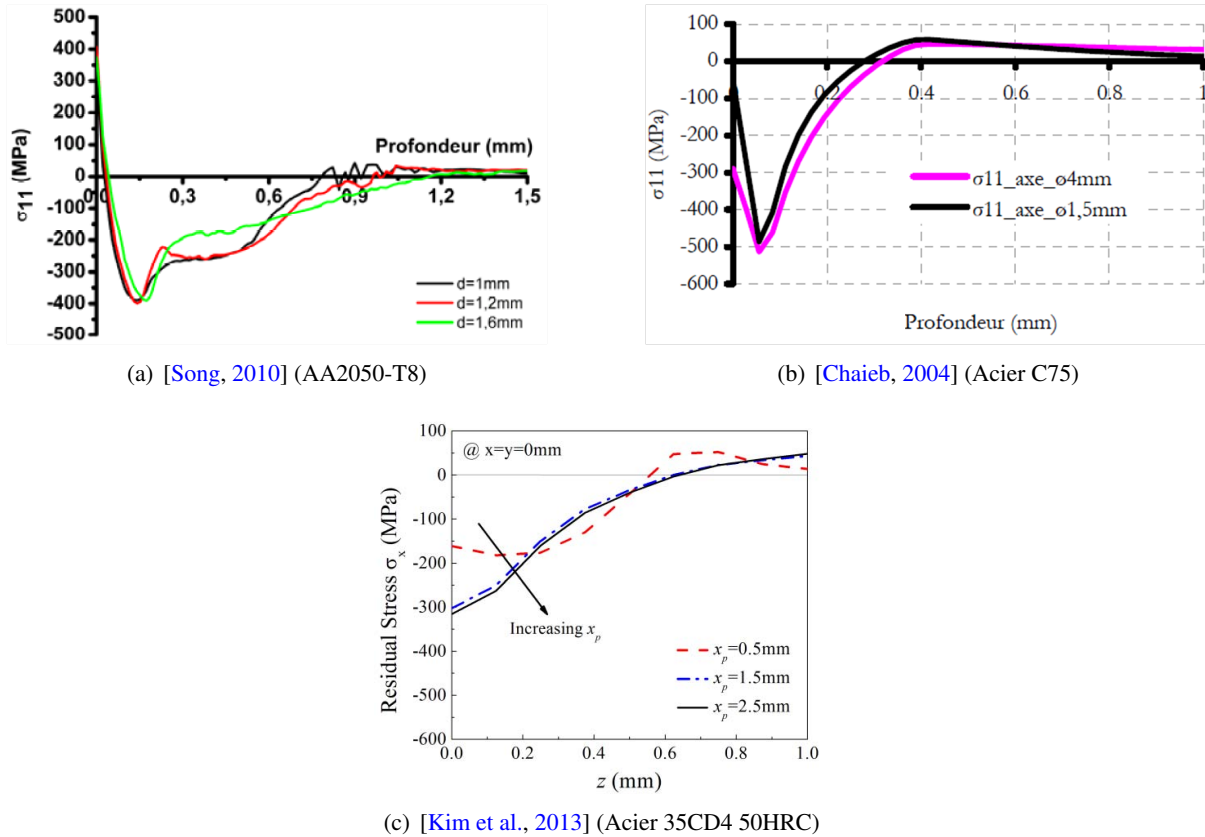 500
400
300
200
100
0
-100
-200
-300
-400
-500
σ11 (MPa)
Profondeur (mm)
0,0 0,3 0,6 0,9 1,2 1,5
d=1mm
d=1,2mm
d=1,6mm
(a) [Song, 2010] (AA2050-T8)
100
0
-100
-200
-300
-400
-500
-600
σ11 (MPa)
0 0.2 0.4 0.6 0.8 1
σ11_axe_ø4mm
σ11_axe_ø1,5mm
Profondeur (mm)
(b) [Chaieb, 2004] (Acier C75)
100
0
-100
-200
-300
-400
-500
-600
Residual Stress σx (MPa)
@ x=y=0mm
Increasing xp
xp=0.5mm
xp=1.5mm
xp=2.5mm
0.0 0.2 0.4 0.6 0.8 1.0
z (mm)
(c) [Kim et al., 2013] (Acier 35CD4 50HRC)